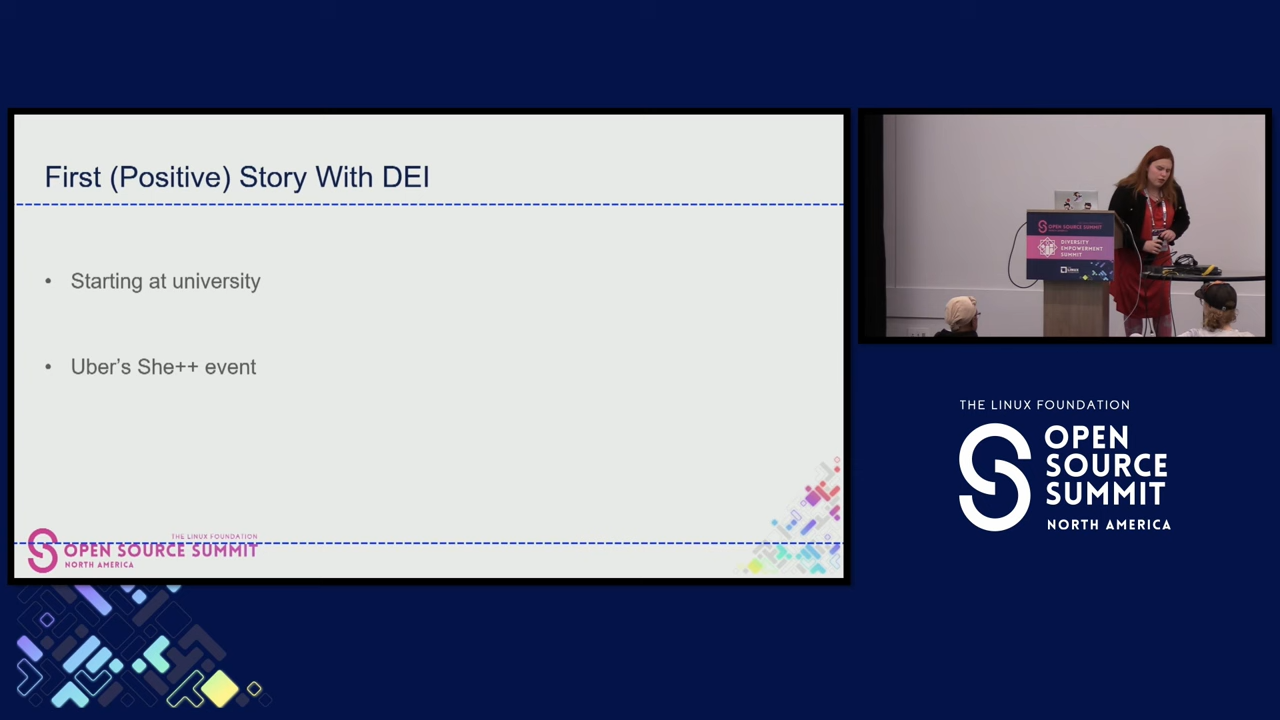 First (Positive) Story With DEI
• Starting at university
• Uber's She++ event
THE LINUX FOUNDATION
OPEN SOURCE SUMMIT
NORTH AMERICA
OPEN SOURCE SUMMIT
DIVERSITY
EMPOWERMENT
SUMMIT
THE LINUX FOUNDATION
OPEN
SOURCE
SUMMIT
NORTH AMERICA